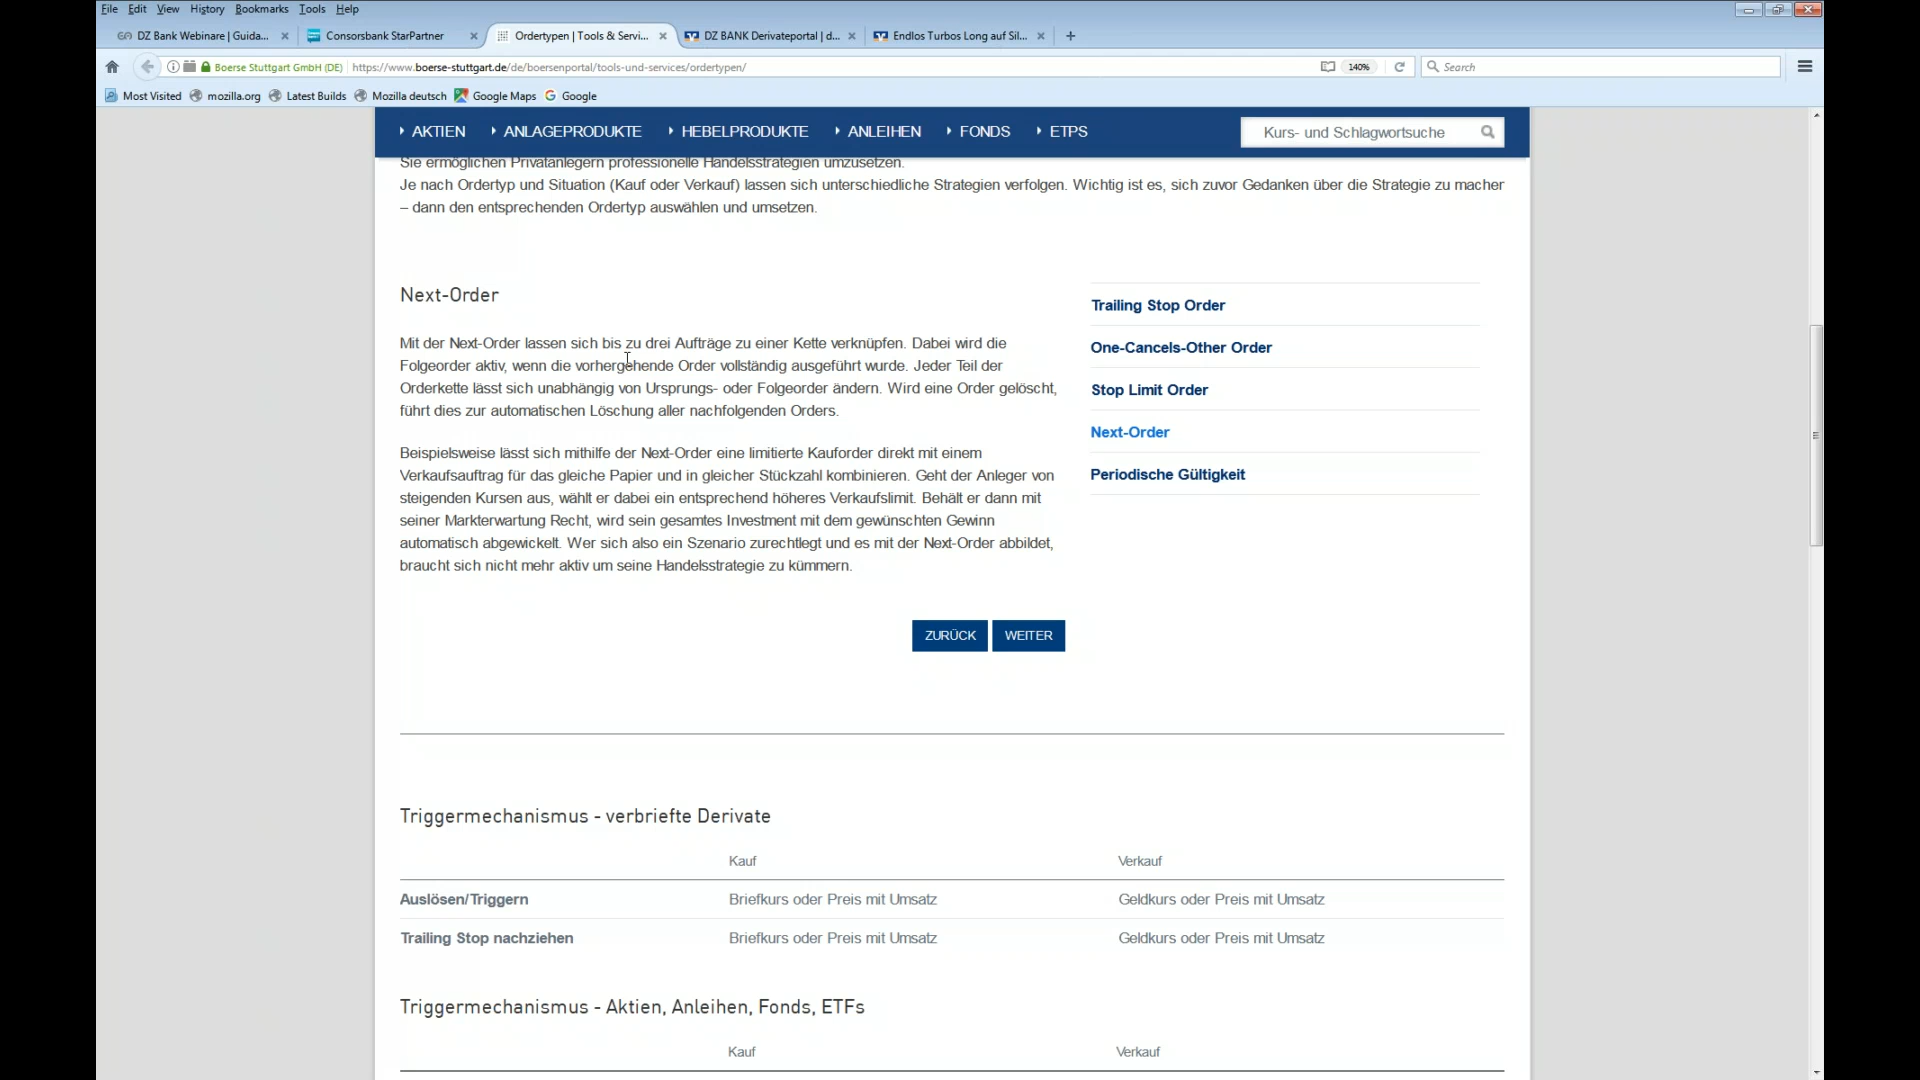 File Edit View History Bookmarks Tools Help
DZ Bank Webinare | Guida... Consorsbank StarPartner Ordertypen | Tools & Servi... DZ BANK Derivateportal | d... Endlos Turbos Long auf Sil...
Boerse Stuttgart GmbH (DE) https://www.boerse-stuttgart.de/de/boersenportal/tools-und-services/ordertypen/ 140% Search
Most Visited mozilla.org Latest Builds Mozilla deutsch Google Maps Google
AKTIEN ANLAGEPRODUKTE HEBELPRODUKTE ANLEIHEN FONDS ETPS Kurs- und Schlagwortsuche
Sie ermöglichen Privatanlegern professionelle Handelsstrategien umzusetzen.
Je nach Ordertyp und Situation (Kauf oder Verkauf) lassen sich unterschiedliche Strategien verfolgen. Wichtig ist es, sich zuvor Gedanken über die Strategie zu macher
– dann den entsprechenden Ordertyp auswählen und umsetzen.
Next-Order
Mit der Next-Order lassen sich bis zu drei Aufträge zu einer Kette verknüpfen. Dabei wird die
Folgeorder aktiv, wenn die vorhergehende Order vollständig ausgeführt wurde. Jeder Teil der
Orderkette lässt sich unabhängig von Ursprungs- oder Folgeorder ändern. Wird eine Order gelöscht,
führt dies zur automatischen Löschung aller nachfolgenden Orders.
Beispielsweise lässt sich mithilfe der Next-Order eine limitierte Kauforder direkt mit einem
Verkaufsauftrag für das gleiche Papier und in gleicher Stückzahl kombinieren. Geht der Anleger von
steigenden Kursen aus, wählt er dabei ein entsprechend höheres Verkaufslimit. Behält er dann mit
seiner Markterwartung Recht, wird sein gesamtes Investment mit dem gewünschten Gewinn
automatisch abgewickelt. Wer sich also ein Szenario zurechtlegt und es mit der Next-Order abbildet,
braucht sich nicht mehr aktiv um seine Handelsstrategie zu kümmern.
ZURÜCK WEITER
Trailing Stop Order
One-Cancels-Other Order
Stop Limit Order
Next-Order
Periodische Gültigkeit
Triggermechanismus - verbriefte Derivate
Kauf Verkauf
Auslösen/Triggern Briefkurs oder Preis mit Umsatz Geldkurs oder Preis mit Umsatz
Trailing Stop nachziehen Briefkurs oder Preis mit Umsatz Geldkurs oder Preis mit Umsatz
Triggermechanismus - Aktien, Anleihen, Fonds, ETFs
Kauf Verkauf